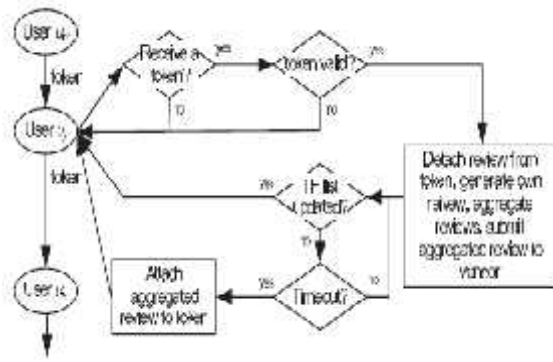 User
token
Receive a
token?
yes
token valid?
yes
no
no
User
token
Detach review from
token, generate own
review, aggregate
reviews, submit
aggregated review to
vendor
yes
list
updated?
no
Attach
aggregated
review to token
yes
Timeout?
no
User